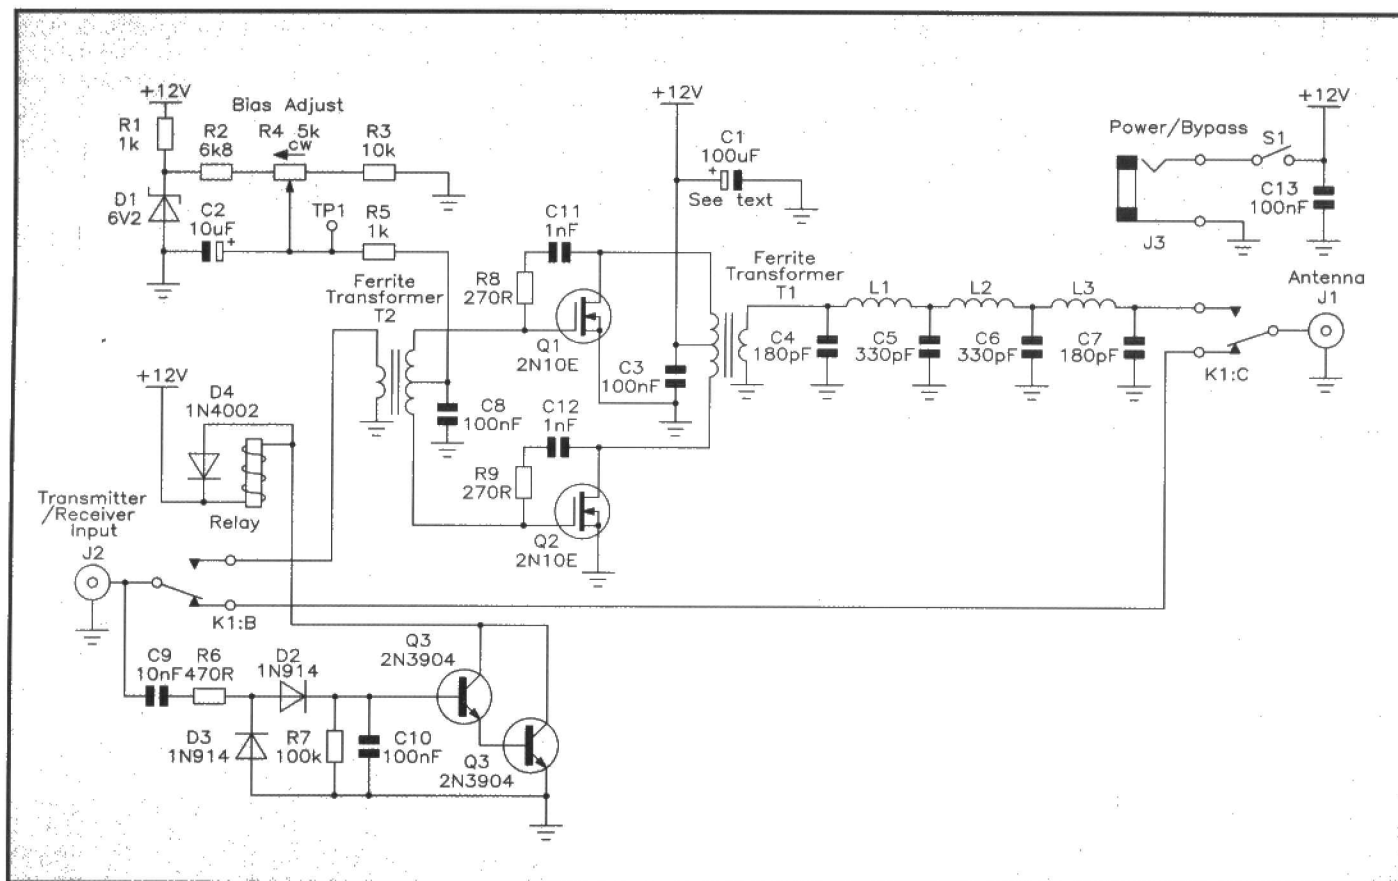 +12V
R1
1k
Bias Adjust
R2
6k8
R4 5k
cw
R3
10k
D1
6V2
C2
10uF
+
TP1
R5
1k
+12V
C1
100uF
+
See text
Power/Bypass
S1
+12V
C13
100nF
J3
C11
1nF
R8
270R
Ferrite
Transformer
T2
Q1
2N10E
Ferrite
Transformer
T1
L1
L2
L3
Antenna
J1
C4
180pF
C5
330pF
C6
330pF
C7
180pF
K1:C
C3
100nF
+12V
D4
1N4002
C8
100nF
C12
1nF
R9
270R
Q2
2N10E
Transmitter
/Receiver
Input
J2
Relay
K1:B
C9
10nF
R6
470R
D2
1N914
Q3
2N3904
D3
1N914
R7
100k
C10
100nF
Q3
2N3904